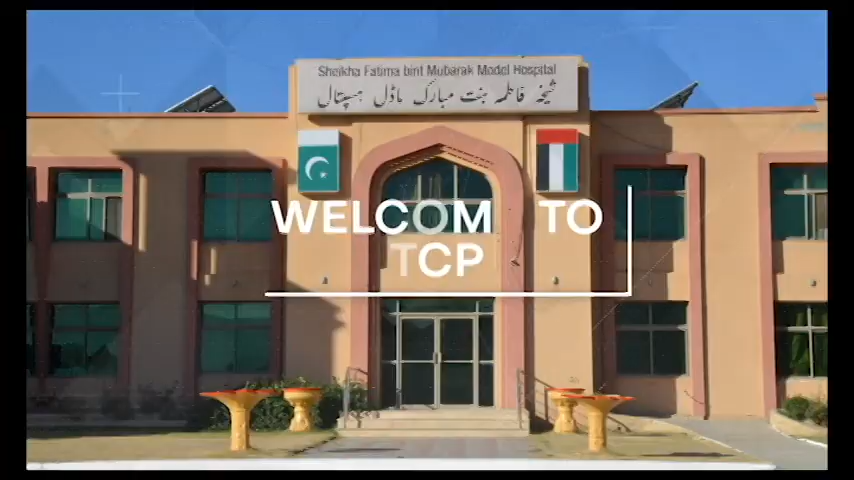 Sheikha Fatima bint Mubarak Model Hospital
شیخہ فاطمہ بنت مبارک ماڈل ہسپتال
WELCOM TO
TCP